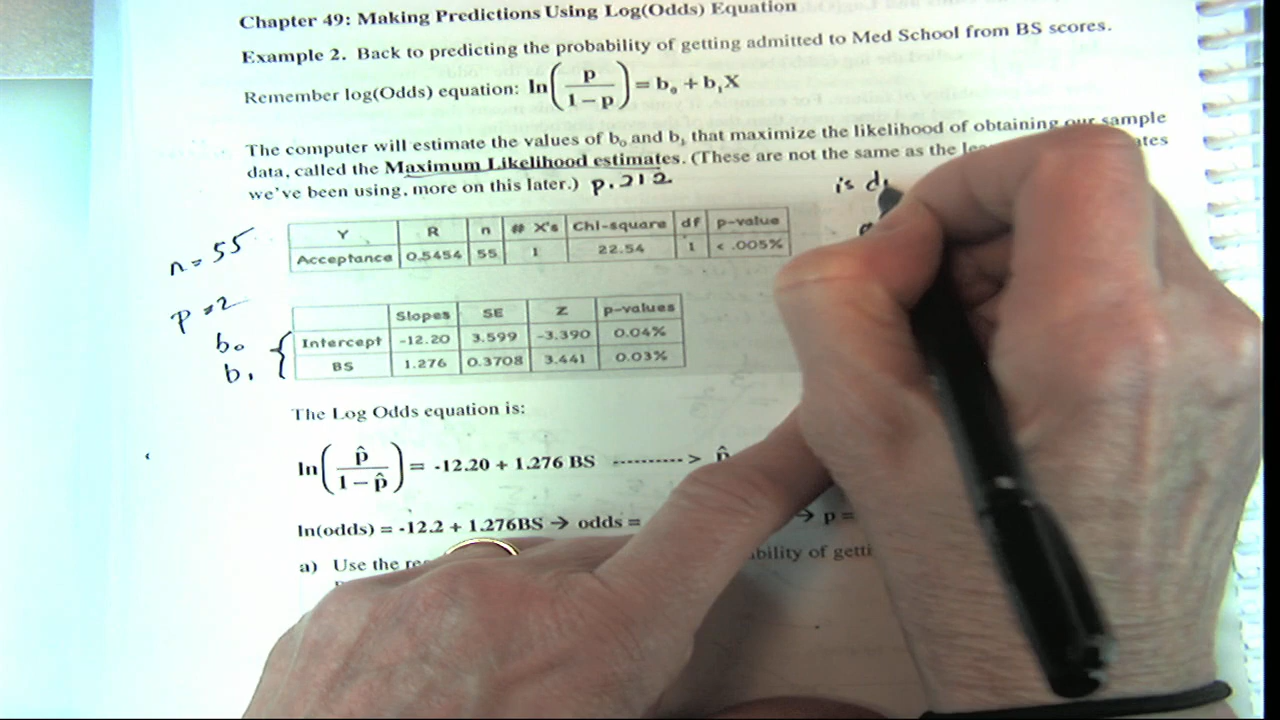 Chapter 49: Making Predictions Using Log(Odds) Equation
Example 2. Back to predicting the probability of getting admitted to Med School from BS scores.
Remember log(Odds) equation: ln(p/(1-p)) = b₀ + b₁X
The computer will estimate the values of b₀ and b₁ that maximize the likelihood of obtaining our sample
data, called the Maximum Likelihood estimates. (These are not the same as the
we've been using, more on this later.) p.212
is
n = 55
Y R n # X's Chi-square df p-value
Acceptance 0.5454 55 1 22.54 1 < .005%
p = 2
Slopes SE Z p-values
b₀ Intercept -12.20 3.599 -3.390 0.04%
b₁ BS 1.276 0.3708 3.441 0.03%
The Log Odds equation is:
ln(p̂/(1-p̂)) = -12.20 + 1.276 BS ----------> p̂
ln(odds) = -12.2 + 1.276BS → odds = → p =
a) Use the